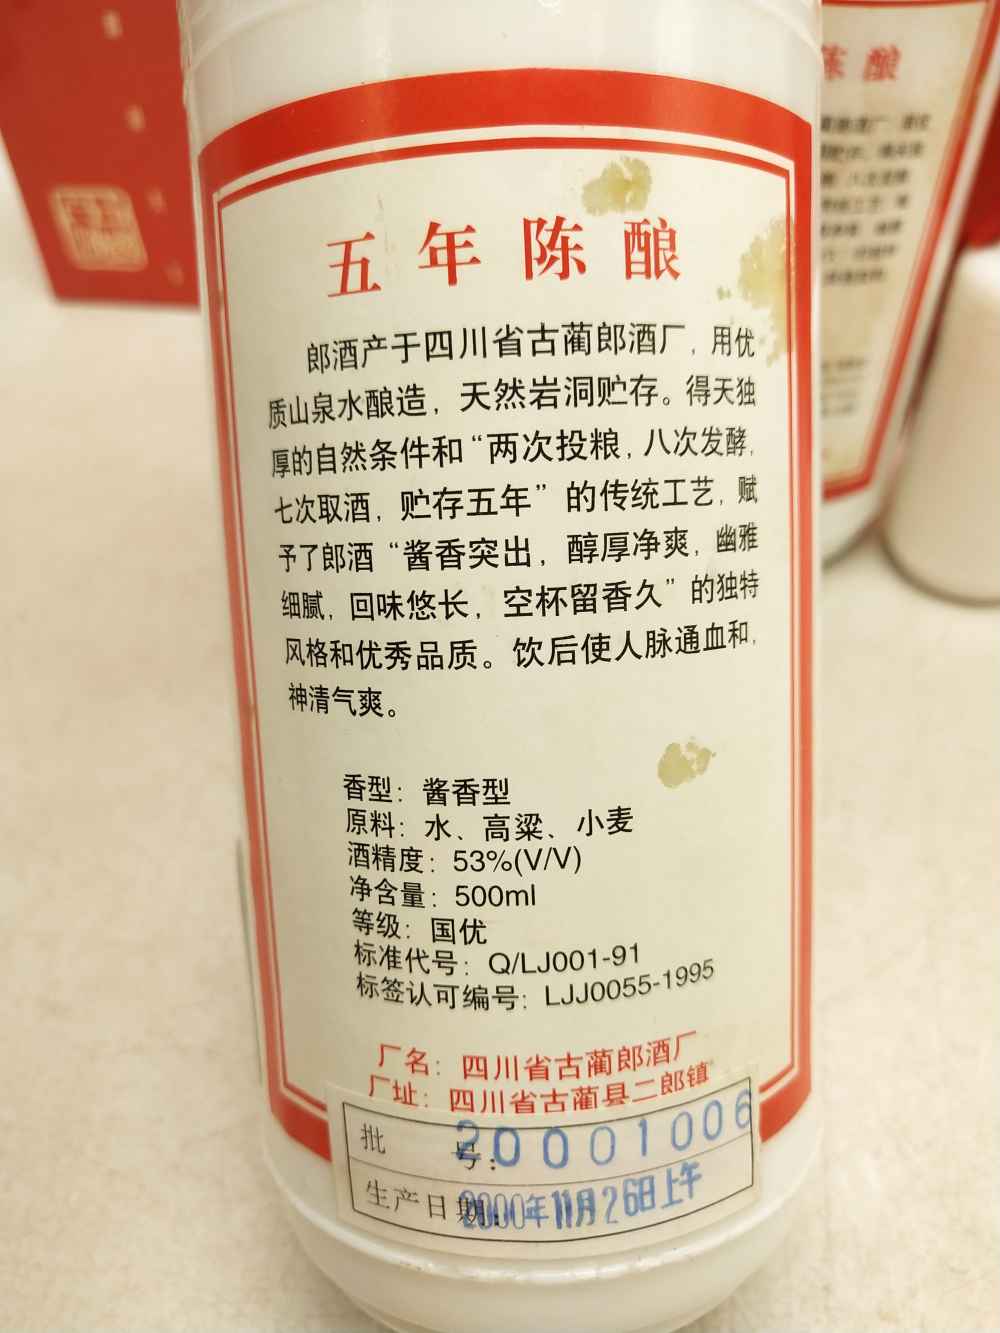 五年陈酿
郎酒产于四川省古蔺郎酒厂，用优
质山泉水酿造，天然岩洞贮存。得天独
厚的自然条件和“两次投粮，八次发酵，
七次取酒，贮存五年”的传统工艺，赋
予了郎酒“酱香突出，醇厚净爽，幽雅
细腻，回味悠长，空杯留香久”的独特
风格和优秀品质。饮后使人脉通血和，
神清气爽。
香型：酱香型
原料：水、高粱、小麦
酒精度：53%(V/V)
净含量：500ml
等级：国优
标准代号：Q/LJ001-91
标签认可编号：LJJ0055-1995
厂名：四川省古蔺郎酒厂
厂址：四川省古蔺县二郎镇
批号：20001006
生产日期：2000年11月26日上午
陈酿